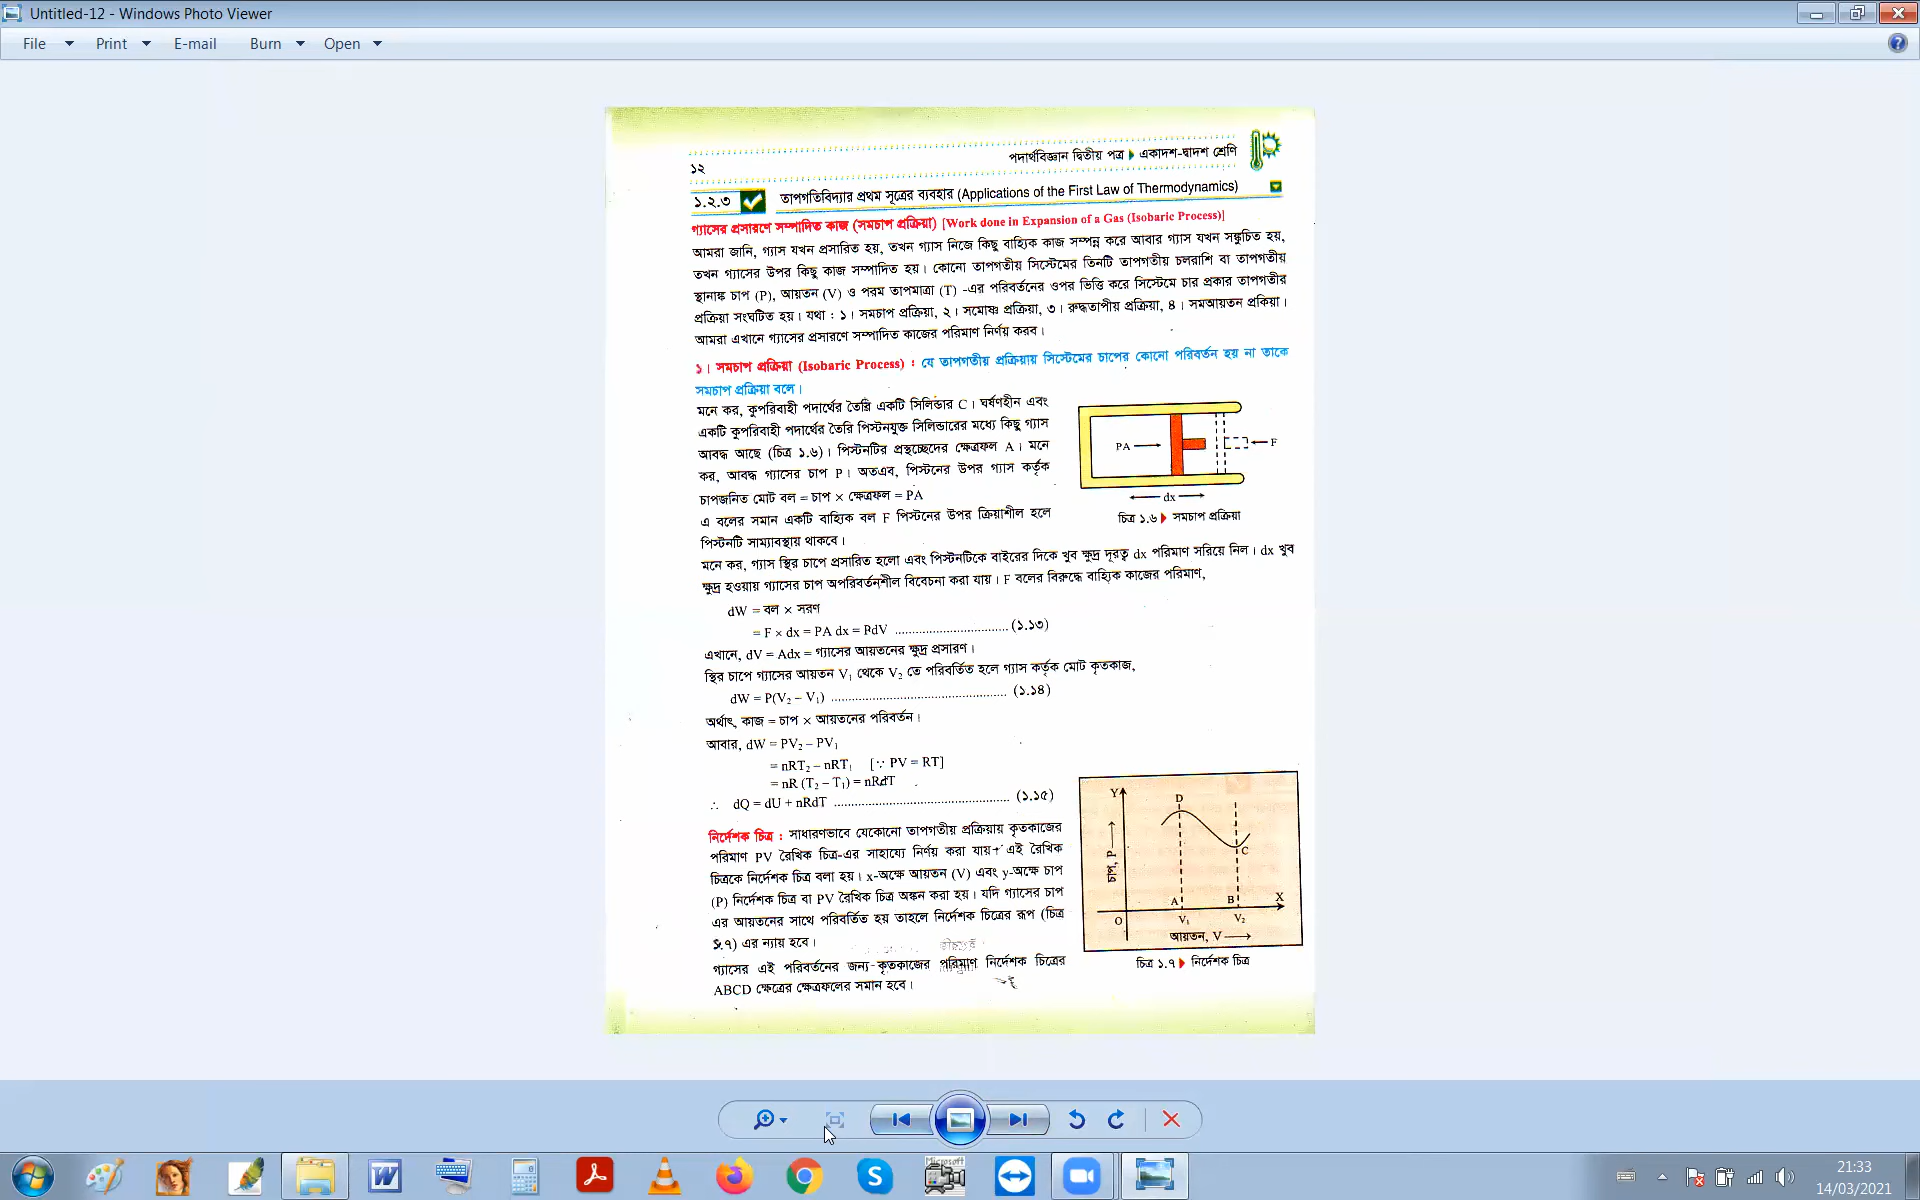 Untitled-12 - Windows Photo Viewer
File Print E-mail Burn Open
১২
পদার্থবিজ্ঞান দ্বিতীয় পত্র একাদশ-দ্বাদশ শ্রেণি
১.২.৩ তাপগতিবিদ্যার প্রথম সূত্রের ব্যবহার (Applications of the First Law of Thermodynamics)
গ্যাসের প্রসারণে সম্পাদিত কাজ (সমচাপ প্রক্রিয়া) [Work done in Expansion of a Gas (Isobaric Process)]
আমরা জানি, গ্যাস যখন প্রসারিত হয়, তখন গ্যাস নিজে কিছু বাহ্যিক কাজ সম্পন্ন করে আবার গ্যাস যখন সঙ্কুচিত হয়,
তখন গ্যাসের উপর কিছু কাজ সম্পাদিত হয়। কোনো তাপগতীয় সিস্টেমের তিনটি তাপগতীয় চলরাশি বা তাপগতীয়
স্থানাঙ্ক চাপ (P), আয়তন (V) ও পরম তাপমাত্রা (T) -এর পরিবর্তনের ওপর ভিত্তি করে সিস্টেমে চার প্রকার তাপগতীর
প্রক্রিয়া সংঘটিত হয়। যথা : ১। সমচাপ প্রক্রিয়া, ২। সমোষ্ণ প্রক্রিয়া, ৩। রুদ্ধতাপীয় প্রক্রিয়া, ৪। সমআয়তন প্রকিয়া।
আমরা এখানে গ্যাসের প্রসারণে সম্পাদিত কাজের পরিমাণ নির্ণয় করব।
১। সমচাপ প্রক্রিয়া (Isobaric Process) : যে তাপগতীয় প্রক্রিয়ায় সিস্টেমের চাপের কোনো পরিবর্তন হয় না তাকে
সমচাপ প্রক্রিয়া বলে।
মনে কর, কুপরিবাহী পদার্থের তৈরি একটি সিলিন্ডার C। ঘর্ষণহীন এবং
একটি কুপরিবাহী পদার্থের তৈরি পিস্টনযুক্ত সিলিন্ডারের মধ্যে কিছু গ্যাস
আবদ্ধ আছে (চিত্র ১.৬)। পিস্টনটির প্রস্থচ্ছেদের ক্ষেত্রফল A। মনে
কর, আবদ্ধ গ্যাসের চাপ P। অতএব, পিস্টনের উপর গ্যাস কর্তৃক
চাপজনিত মোট বল = চাপ × ক্ষেত্রফল = PA
এ বলের সমান একটি বাহ্যিক বল F পিস্টনের উপর ক্রিয়াশীল হলে
পিস্টনটি সাম্যাবস্থায় থাকবে।
PA F
dx
চিত্র ১.৬ সমচাপ প্রক্রিয়া
মনে কর, গ্যাস স্থির চাপে প্রসারিত হলো এবং পিস্টনটিকে বাইরের দিকে খুব ক্ষুদ্র দূরত্ব dx পরিমাণ সরিয়ে নিল। dx খুব
ক্ষুদ্র হওয়ায় গ্যাসের চাপ অপরিবর্তনশীল বিবেচনা করা যায়। F বলের বিরুদ্ধে বাহ্যিক কাজের পরিমাণ,
dW = বল × সরণ
= F × dx = PA dx = PdV .............................. (১.১৩)
এখানে, dV = Adx = গ্যাসের আয়তনের ক্ষুদ্র প্রসারণ।
স্থির চাপে গ্যাসের আয়তন V₁ থেকে V₂ তে পরিবর্তিত হলে গ্যাস কর্তৃক মোট কৃতকাজ,
dW = P(V₂ – V₁) .............................................. (১.১৪)
অর্থাৎ, কাজ = চাপ × আয়তনের পরিবর্তন।
আবার, dW = PV₂ – PV₁
= nRT₂ – nRT₁ [∵ PV = RT]
= nR (T₂ – T₁) = nRdT
∴ dQ = dU + nRdT .............................................. (১.১৫)
নির্দেশক চিত্র : সাধারণভাবে যেকোনো তাপগতীয় প্রক্রিয়ায় কৃতকাজের
পরিমাণ PV রৈখিক চিত্র-এর সাহায্যে নির্ণয় করা যায়। এই রৈখিক
চিত্রকে নির্দেশক চিত্র বলা হয়। x-অক্ষে আয়তন (V) এবং y-অক্ষে চাপ
(P) নির্দেশক চিত্র বা PV রৈখিক চিত্র অঙ্কন করা হয়। যদি গ্যাসের চাপ
এর আয়তনের সাথে পরিবর্তিত হয় তাহলে নির্দেশক চিত্রের রূপ (চিত্র
১.৭) এর ন্যায় হবে।
গ্যাসের এই পরিবর্তনের জন্য কৃতকাজের পরিমাণ নির্দেশক চিত্রের
ABCD ক্ষেত্রের ক্ষেত্রফলের সমান হবে।
Y D
C
চাপ, P
A B X
O V₁ V₂
আয়তন, V
চিত্র ১.৭ নির্দেশক চিত্র
21:33
14/03/2021